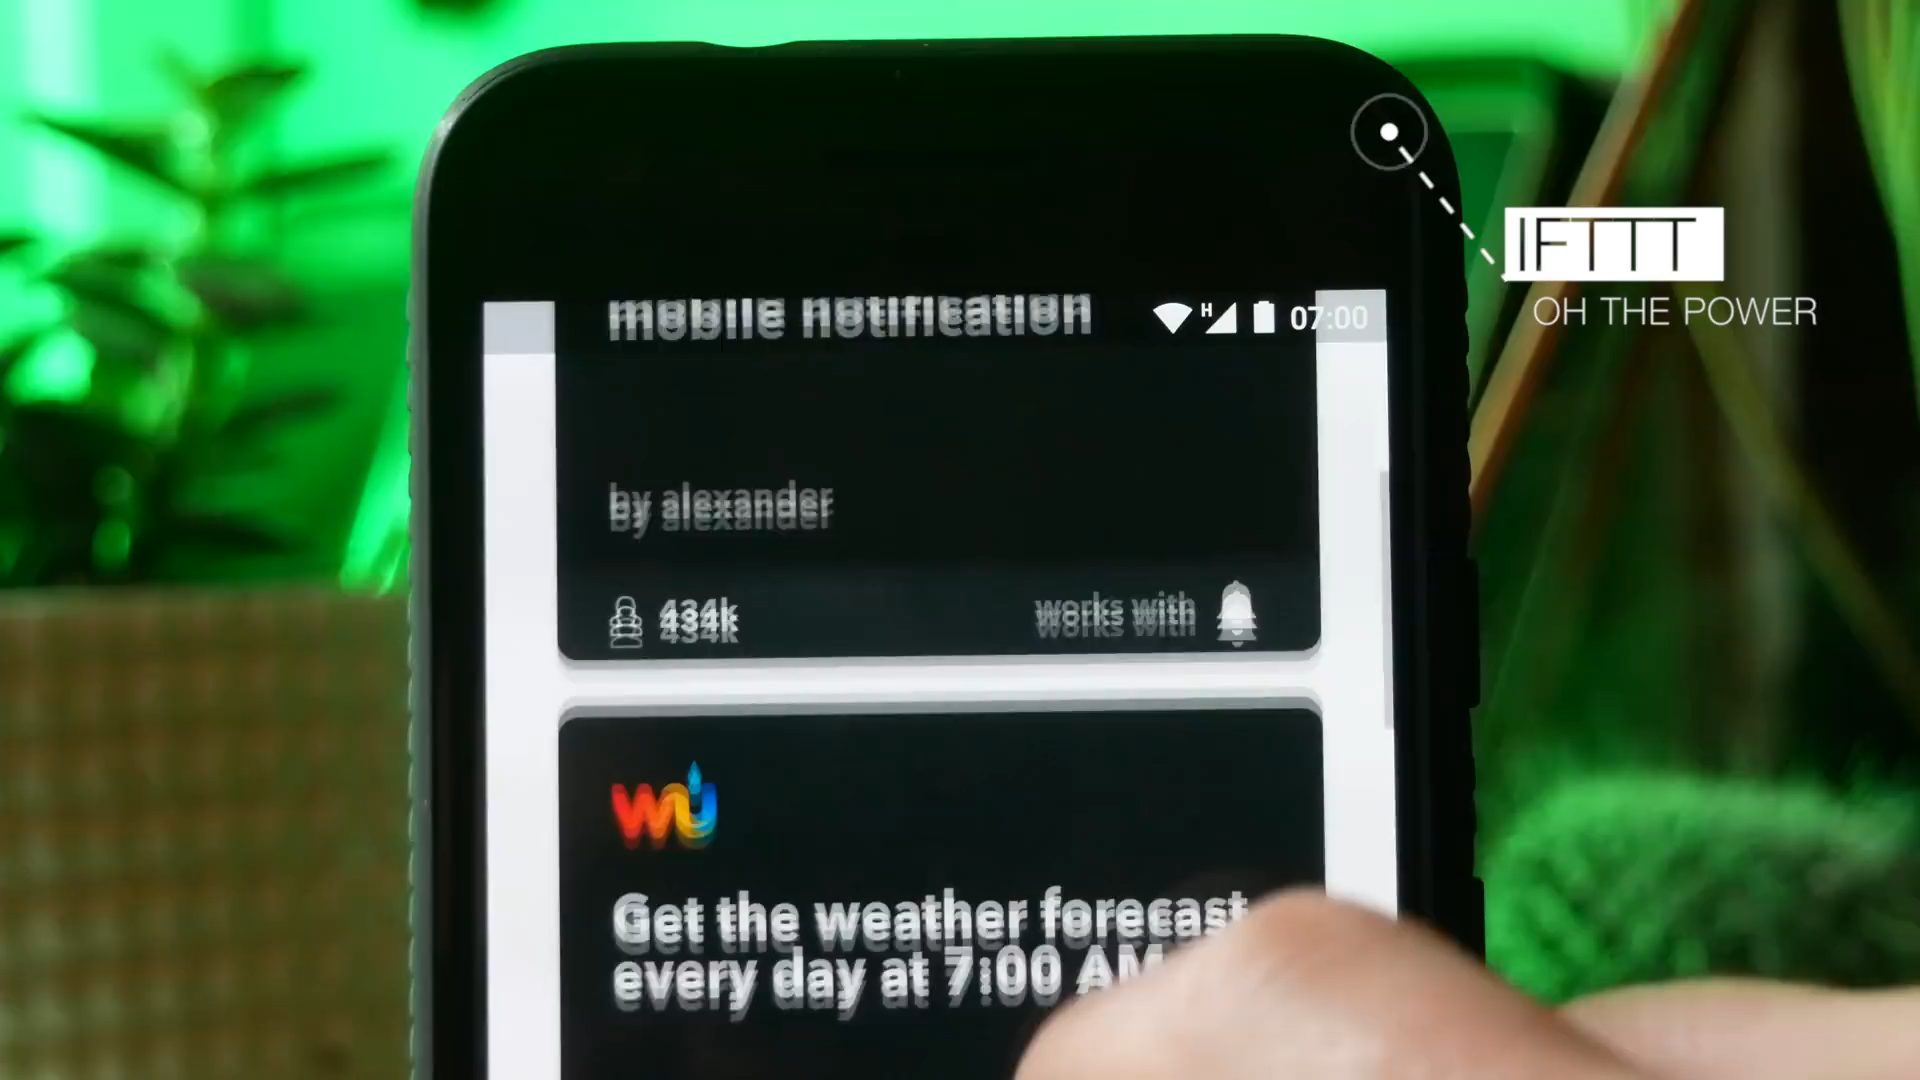 mobile notification
H 07:00
IFTTT
OH THE POWER
by alexander
434k
works with
wu
Get the weather forecast
every day at 7:00 AM